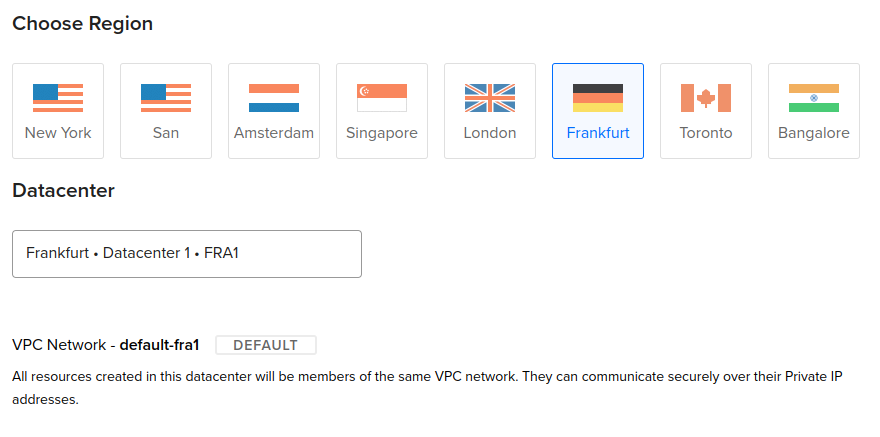 Choose Region
New York
San
Amsterdam
Singapore
London
Frankfurt
Toronto
Bangalore
Datacenter
Frankfurt • Datacenter 1 • FRA1
VPC Network - default-fra1 DEFAULT
All resources created in this datacenter will be members of the same VPC network. They can communicate securely over their Private IP
addresses.